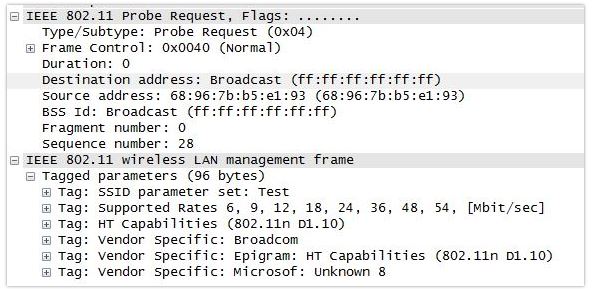 IEEE 802.11 Probe Request, Flags: ........
Type/Subtype: Probe Request (0x04)
Frame Control: 0x0040 (Normal)
Duration: 0
Destination address: Broadcast (ff:ff:ff:ff:ff:ff)
Source address: 68:96:7b:b5:e1:93 (68:96:7b:b5:e1:93)
BSS Id: Broadcast (ff:ff:ff:ff:ff:ff)
Fragment number: 0
Sequence number: 28
IEEE 802.11 wireless LAN management frame
Tagged parameters (96 bytes)
Tag: SSID parameter set: Test
Tag: Supported Rates 6, 9, 12, 18, 24, 36, 48, 54, [Mbit/sec]
Tag: HT Capabilities (802.11n D1.10)
Tag: Vendor Specific: Broadcom
Tag: Vendor Specific: Epigram: HT Capabilities (802.11n D1.10)
Tag: Vendor Specific: Microsof: Unknown 8